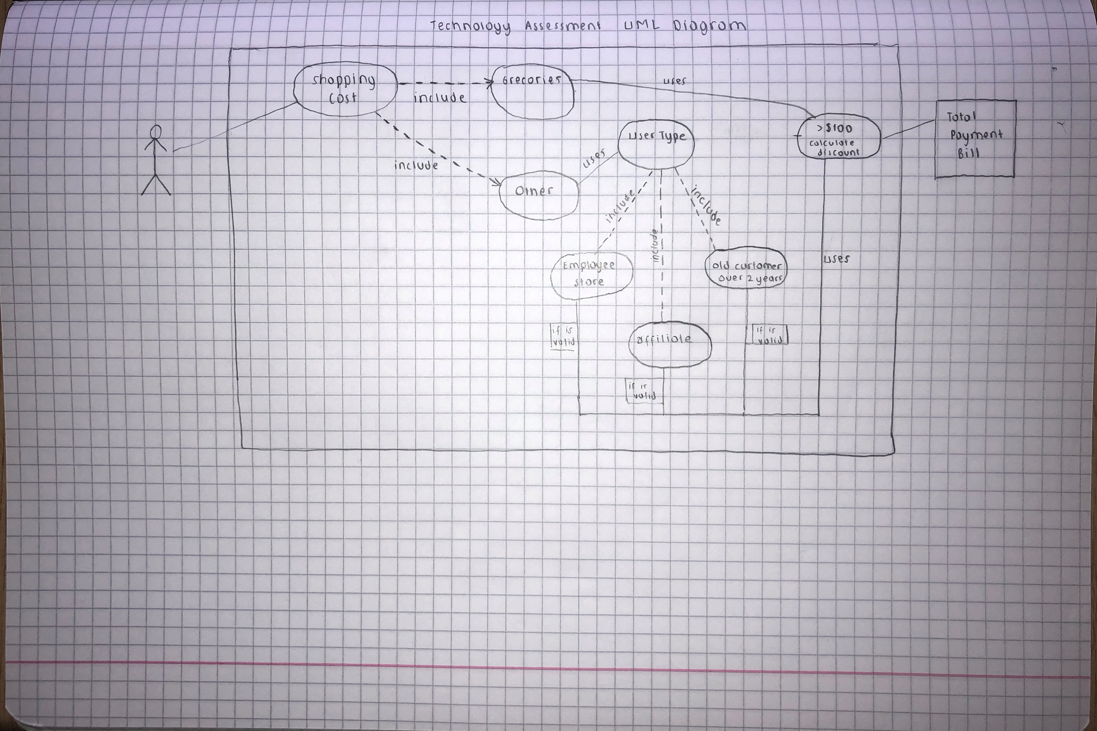 Technology Assessment UML Diagram
shopping
cost
include
Groceries
uses
>$100
calculate
discount
Total
Payment
Bill
include
Other
uses
User Type
include
include
include
Employee
store
old customer
over 2 years
uses
if is
valid
affiliate
if is
valid
if is
valid